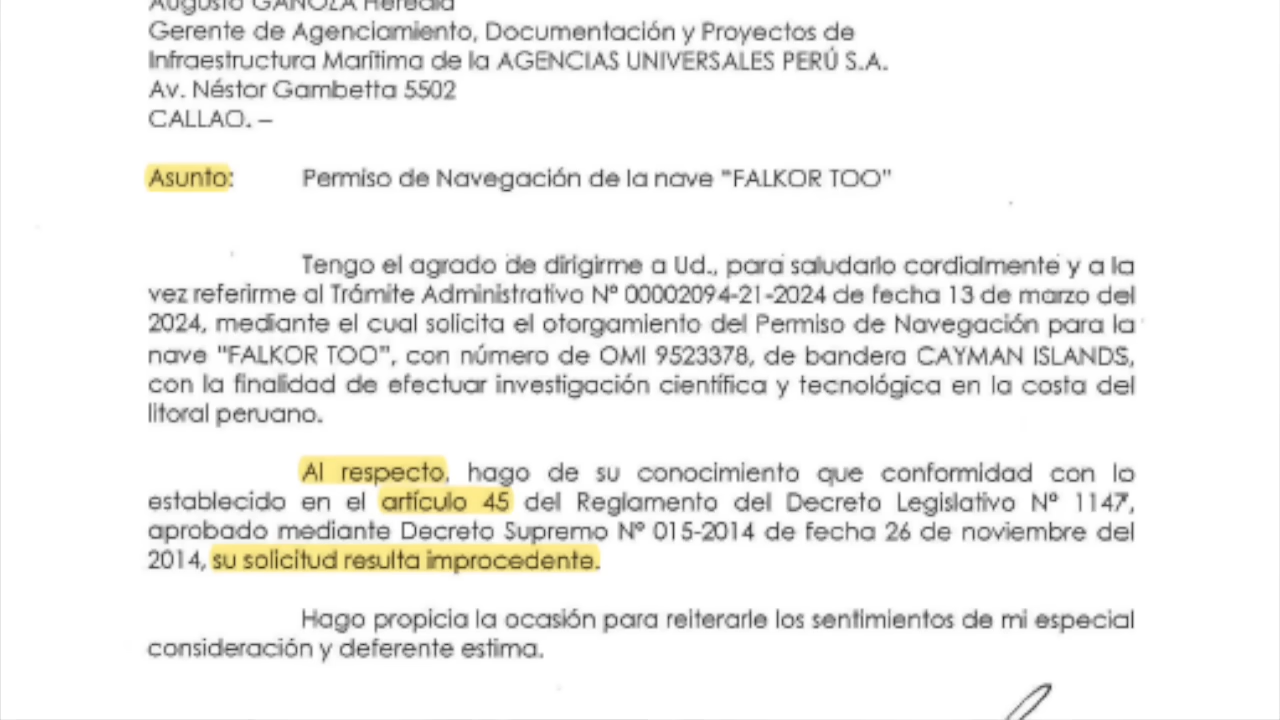 Augusto GANOZA Heredia
Gerente de Agenciamiento, Documentación y Proyectos de
Infraestructura Marítima de la AGENCIAS UNIVERSALES PERÚ S.A.
Av. Néstor Gambetta 5502
CALLAO. –
Asunto: Permiso de Navegación de la nave "FALKOR TOO"
Tengo el agrado de dirigirme a Ud., para saludarlo cordialmente y a la
vez referirme al Trámite Administrativo Nº 00002094-21-2024 de fecha 13 de marzo del
2024, mediante el cual solicita el otorgamiento del Permiso de Navegación para la
nave "FALKOR TOO", con número de OMI 9523378, de bandera CAYMAN ISLANDS,
con la finalidad de efectuar investigación científica y tecnológica en la costa del
litoral peruano.
Al respecto, hago de su conocimiento que conformidad con lo
establecido en el artículo 45 del Reglamento del Decreto Legislativo Nº 1147,
aprobado mediante Decreto Supremo Nº 015-2014 de fecha 26 de noviembre del
2014, su solicitud resulta improcedente.
Hago propicia la ocasión para reiterarle los sentimientos de mi especial
consideración y deferente estima.